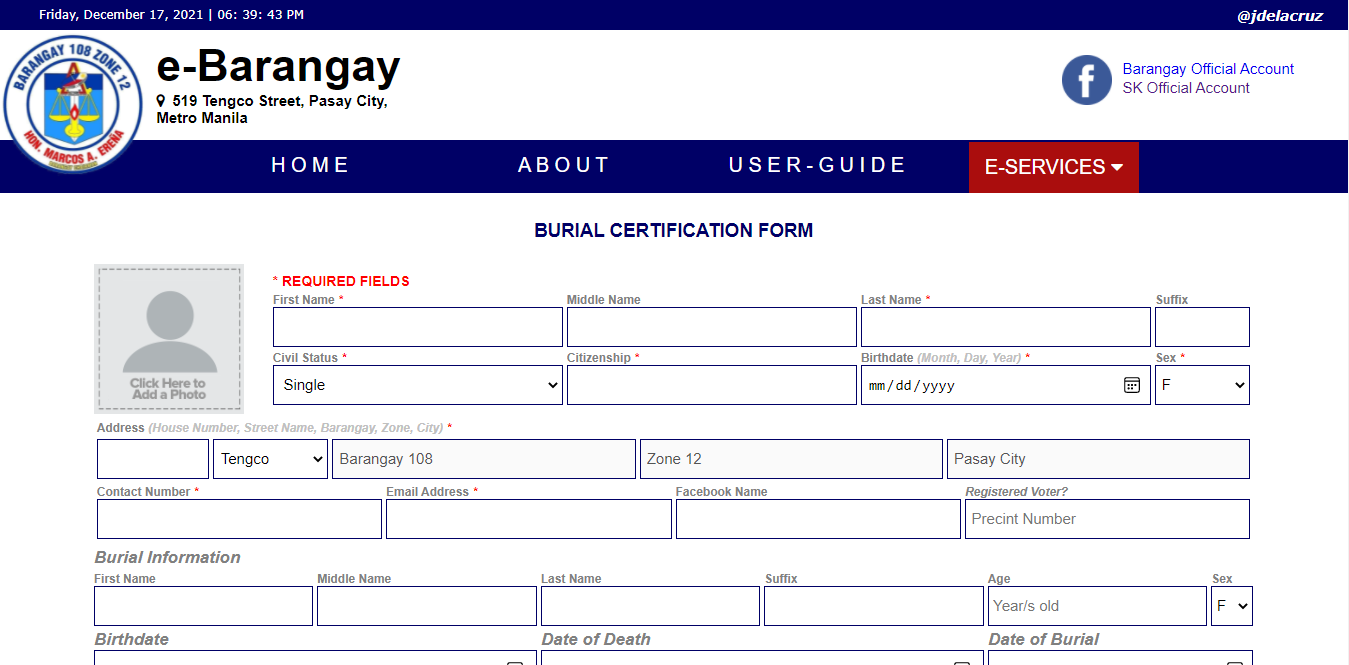 Friday, December 17, 2021 | 06: 39: 43 PM
@jdelacruz
BARANGAY 108 ZONE 12
HON. MARCOS A. EREÑA
e-Barangay
519 Tengco Street, Pasay City,
Metro Manila
Barangay Official Account
SK Official Account
HOME ABOUT USER-GUIDE E-SERVICES
BURIAL CERTIFICATION FORM
Click Here to
Add a Photo
* REQUIRED FIELDS
First Name * Middle Name Last Name * Suffix
Civil Status * Citizenship * Birthdate (Month, Day, Year) * Sex *
Single mm/dd/yyyy F
Address (House Number, Street Name, Barangay, Zone, City) *
Tengco Barangay 108 Zone 12 Pasay City
Contact Number * Email Address * Facebook Name Registered Voter?
Precint Number
Burial Information
First Name Middle Name Last Name Suffix Age Sex
Year/s old F
Birthdate Date of Death Date of Burial